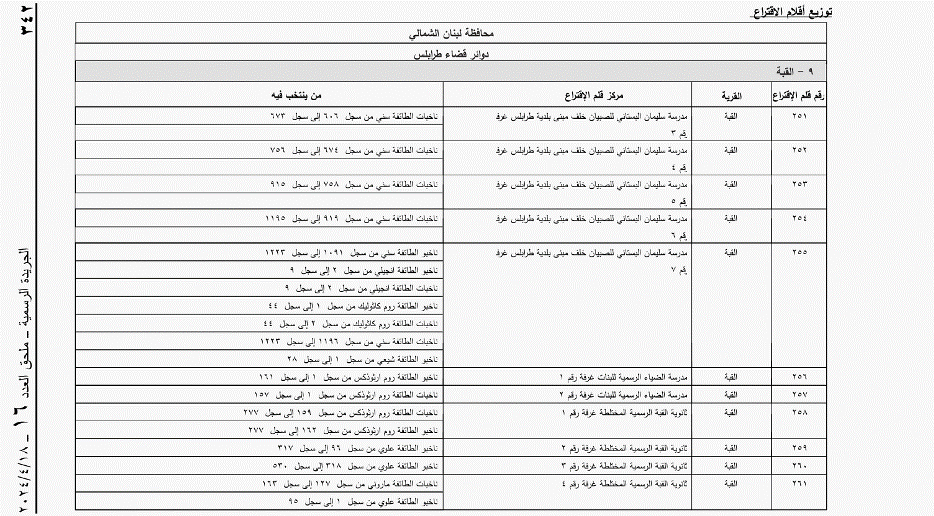 توزيع أقلام الإقتراع
محافظة لبنان الشمالي
دوائر قضاء طرابلس
٩ - القبة
رقم قلم الإقتراع القرية مركز قلم الإقتراع من ينتخب فيه
٢٥١ القبة مدرسة سليمان البستاني للصبيان خلف مبنى بلدية طرابلس غرفة ناخبات الطائفة سني من سجل ٦٠٦ إلى سجل ٦٧٣
رقم ٣
٢٥٢ القبة مدرسة سليمان البستاني للصبيان خلف مبنى بلدية طرابلس غرفة ناخبات الطائفة سني من سجل ٦٧٤ إلى سجل ٧٥٦
رقم ٤
٢٥٣ القبة مدرسة سليمان البستاني للصبيان خلف مبنى بلدية طرابلس غرفة ناخبات الطائفة سني من سجل ٧٥٨ إلى سجل ٩١٥
رقم ٥
٢٥٤ القبة مدرسة سليمان البستاني للصبيان خلف مبنى بلدية طرابلس غرفة ناخبات الطائفة سني من سجل ٩١٩ إلى سجل ١١٩٥
رقم ٦
٢٥٥ القبة مدرسة سليمان البستاني للصبيان خلف مبنى بلدية طرابلس غرفة ناخبو الطائفة سني من سجل ١٠٩١ إلى سجل ١٢٢٣
رقم ٧ ناخبو الطائفة انجيلي من سجل ٢ إلى سجل ٩
ناخبات الطائفة انجيلي من سجل ٢ إلى سجل ٩
ناخبو الطائفة روم كاثوليك من سجل ١ إلى سجل ٤٤
ناخبات الطائفة روم كاثوليك من سجل ٢ إلى سجل ٤٤
ناخبات الطائفة سني من سجل ١١٩٦ إلى سجل ١٢٢٣
ناخبو الطائفة شيعي من سجل ١ إلى سجل ٢٨
٢٥٦ القبة مدرسة الضياء الرسمية للبنات غرفة رقم ١ ناخبو الطائفة روم ارثوذكس من سجل ١ إلى سجل ١٦١
٢٥٧ القبة مدرسة الضياء الرسمية للبنات غرفة رقم ٢ ناخبات الطائفة روم ارثوذكس من سجل ١ إلى سجل ١٥٧
٢٥٨ القبة ثانوية القبة الرسمية المختلطة غرفة رقم ١ ناخبات الطائفة روم ارثوذكس من سجل ١٥٩ إلى سجل ٢٧٧
ناخبو الطائفة روم ارثوذكس من سجل ١٦٢ إلى سجل ٢٧٧
٢٥٩ القبة ثانوية القبة الرسمية المختلطة غرفة رقم ٢ ناخبو الطائفة علوي من سجل ٩٦ إلى سجل ٣١٧
٢٦٠ القبة ثانوية القبة الرسمية المختلطة غرفة رقم ٣ ناخبو الطائفة علوي من سجل ٣١٨ إلى سجل ٥٣٠
٢٦١ القبة ثانوية القبة الرسمية المختلطة غرفة رقم ٤ ناخبات الطائفة ماروني من سجل ١٢٧ إلى سجل ١٦٣
ناخبو الطائفة علوي من سجل ١ إلى سجل ٩٥
٣٤٢
الجريدة الرسمية – ملحق العدد ١٦ – ٢٠٢٤/٤/١٨